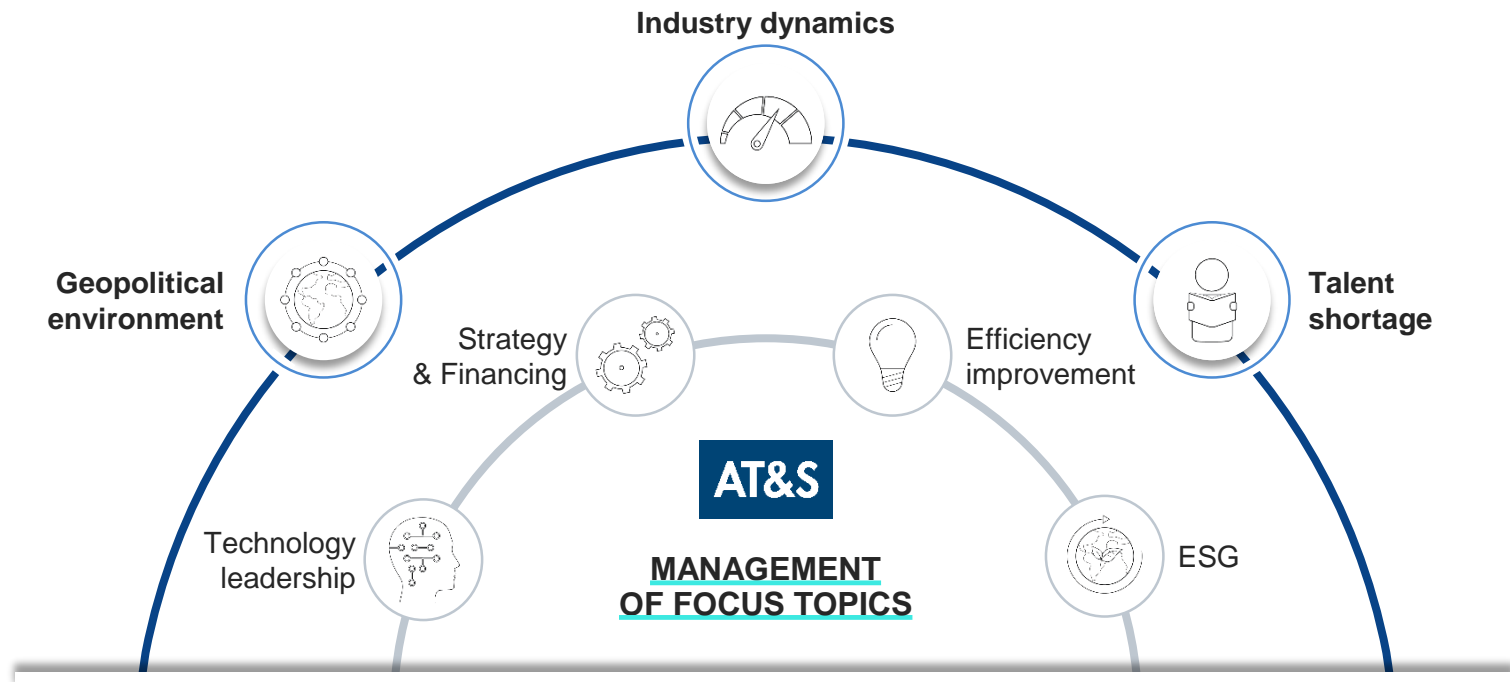 Industry dynamics
Geopolitical
environment
Talent
shortage
Strategy
& Financing
Efficiency
improvement
AT&S
Technology
leadership
ESG
MANAGEMENT
OF FOCUS TOPICS